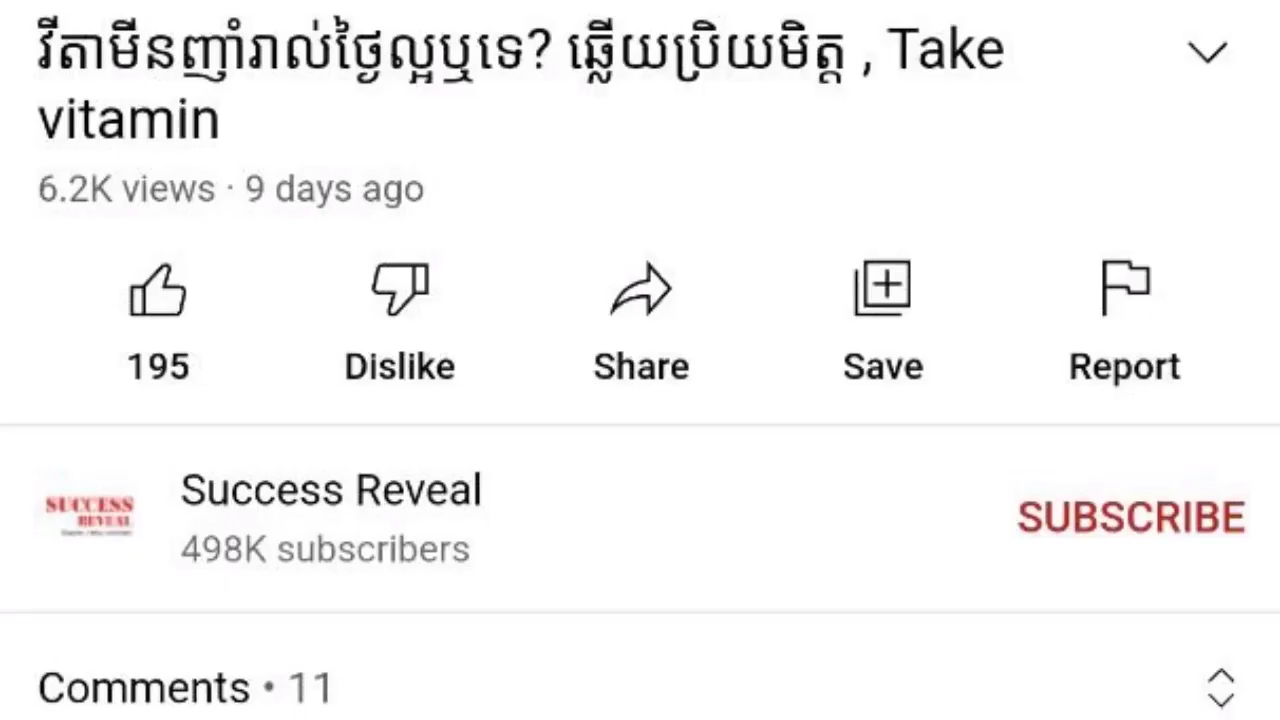 វីតាមីនញាំរាល់ថ្ងៃល្អឬទេ? ឆ្លើយប្រិយមិត្ត , Take
vitamin
6.2K views · 9 days ago
195
Dislike
Share
Save
Report
SUCCESS
REVEAL
Success Reveal
498K subscribers
SUBSCRIBE
Comments • 11